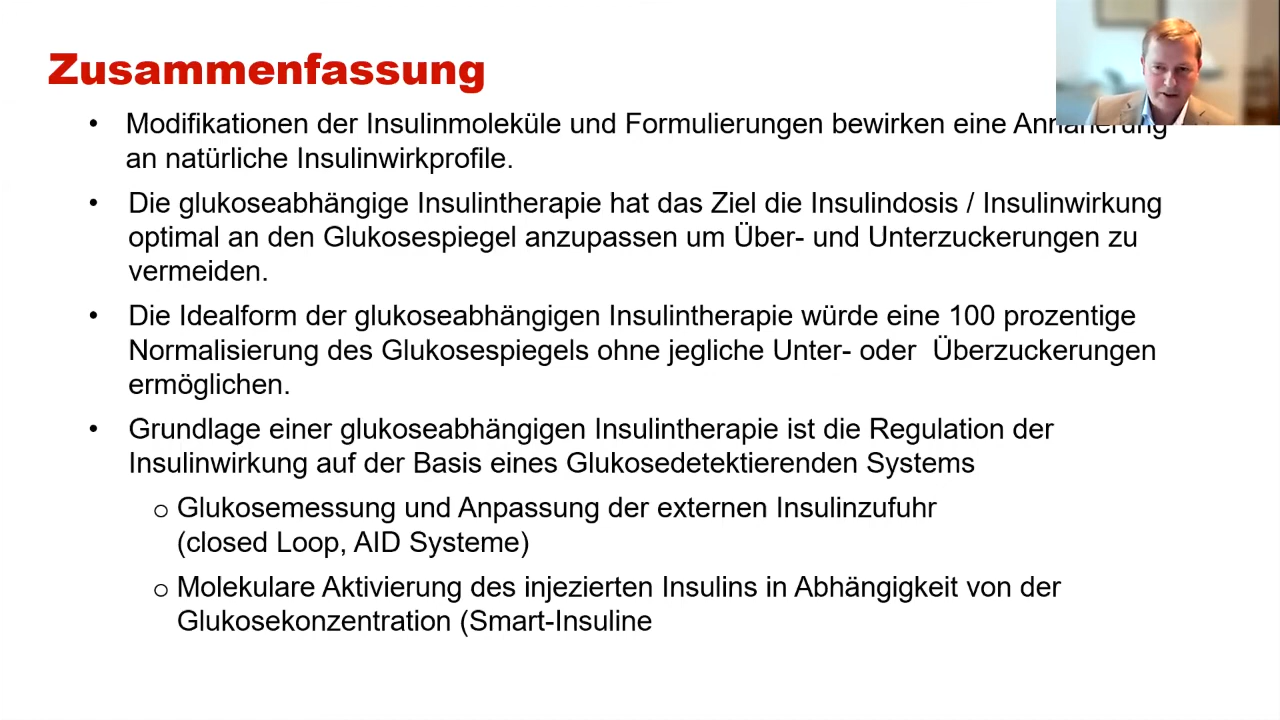 Zusammenfassung
• Modifikationen der Insulinmoleküle und Formulierungen bewirken eine Annäherung
an natürliche Insulinwirkprofile.
• Die glukoseabhängige Insulintherapie hat das Ziel die Insulindosis / Insulinwirkung
optimal an den Glukosespiegel anzupassen um Über- und Unterzuckerungen zu
vermeiden.
• Die Idealform der glukoseabhängigen Insulintherapie würde eine 100 prozentige
Normalisierung des Glukosespiegels ohne jegliche Unter- oder Überzuckerungen
ermöglichen.
• Grundlage einer glukoseabhängigen Insulintherapie ist die Regulation der
Insulinwirkung auf der Basis eines Glukosedetektierenden Systems
o Glukosemessung und Anpassung der externen Insulinzufuhr
(closed Loop, AID Systeme)
o Molekulare Aktivierung des injezierten Insulins in Abhängigkeit von der
Glukosekonzentration (Smart-Insuline